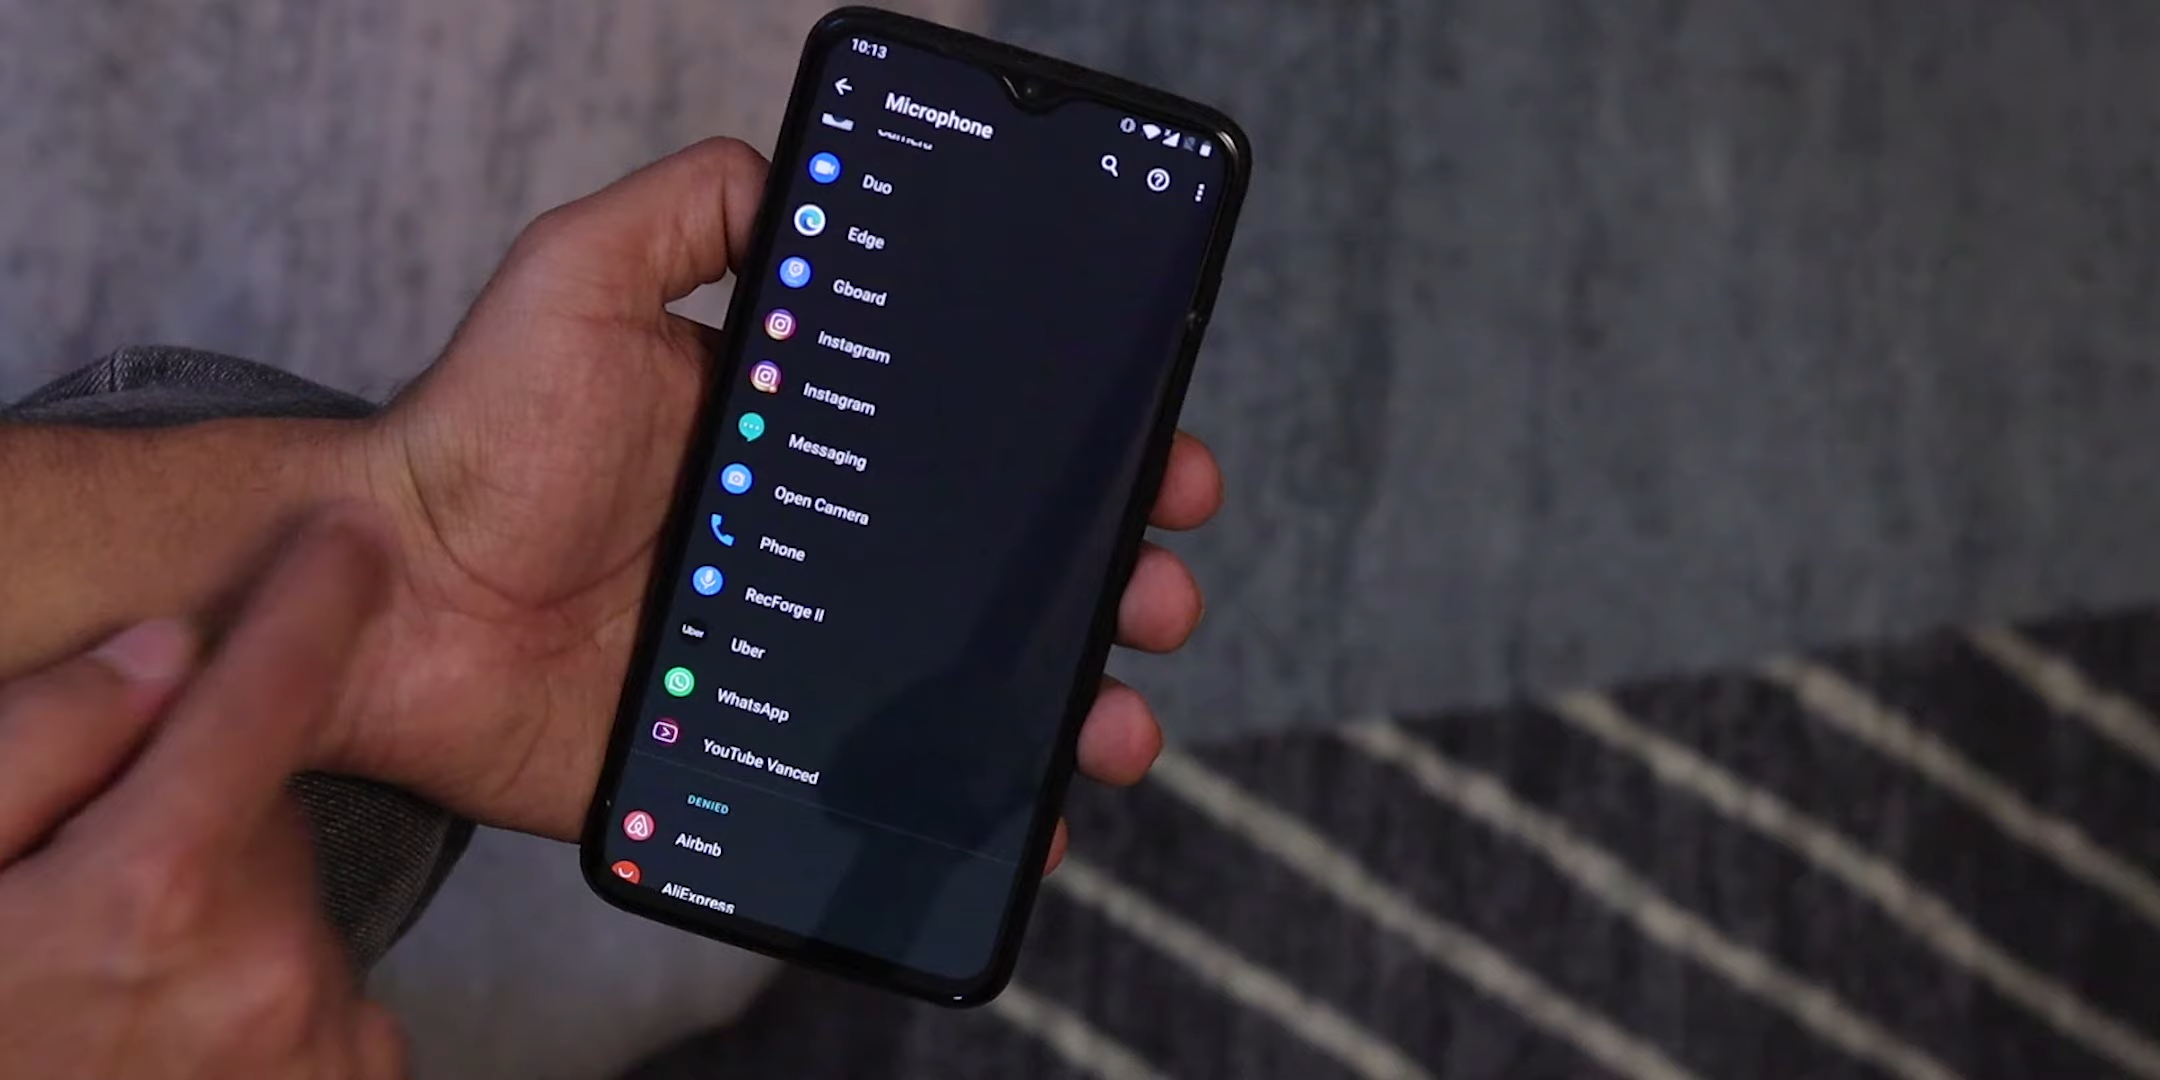 10:13
Microphone
Duo
Edge
Gboard
Instagram
Instagram
Messaging
Open Camera
Phone
RecForge II
Uber
Uber
WhatsApp
YouTube Vanced
DENIED
Airbnb
AliExpress